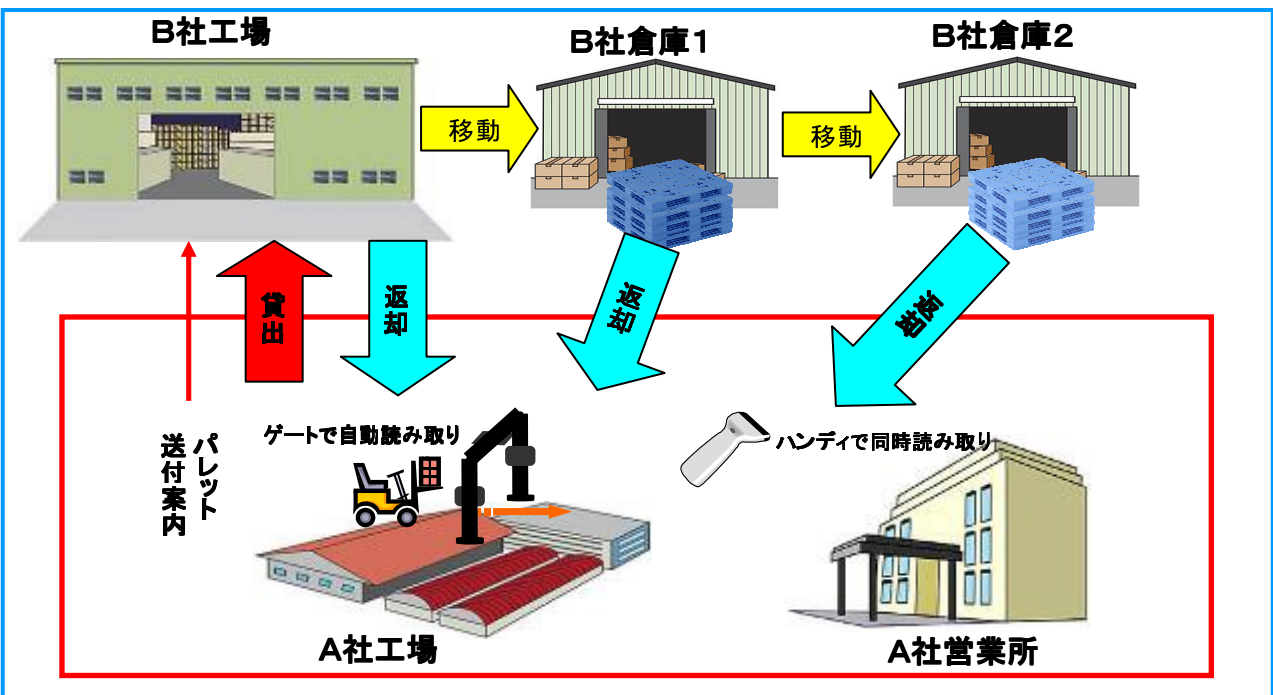 B社工場
B社倉庫1
B社倉庫2
移動
移動
貸出
返却
返却
返却
パレット
送付案内
ゲートで自動読み取り
ハンディで同時読み取り
A社工場
A社営業所